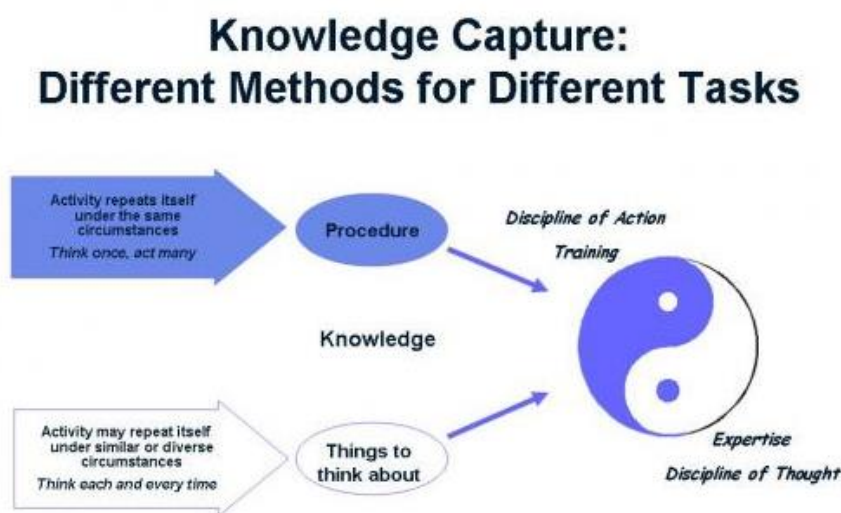 Knowledge Capture:
Different Methods for Different Tasks
Activity repeats itself
under the same
circumstances
Think once, act many
Procedure
Discipline of Action
Training
Knowledge
Activity may repeat itself
under similar or diverse
circumstances
Think each and every time
Things to
think about
Expertise
Discipline of Thought